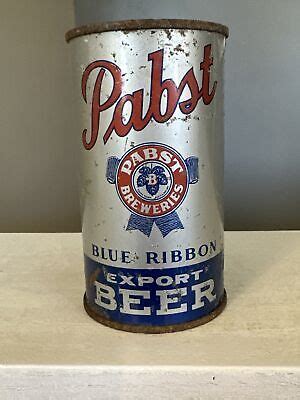 Pabst
PABST
B
BREWERIES
BLUE RIBBON
EXPORT
BEER